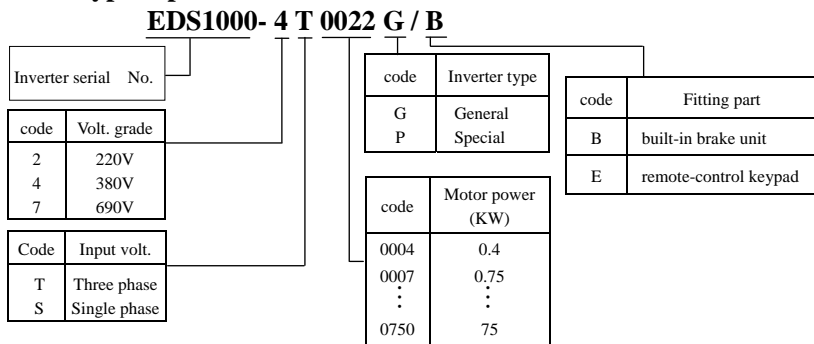 EDS1000- 4 T 0022 G / B
Inverter serial No.
code Volt. grade
2 220V
4 380V
7 690V
Code Input volt.
T Three phase
S Single phase
code Inverter type
G General
P Special
code Motor power
(KW)
0004 0.4
0007 0.75
0750 75
code Fitting part
B built-in brake unit
E remote-control keypad